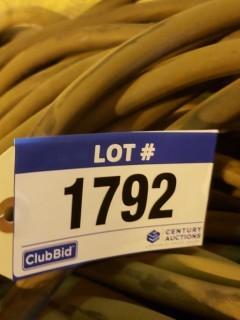 LOT #
1792
ClubBid
CENTURY
AUCTIONS